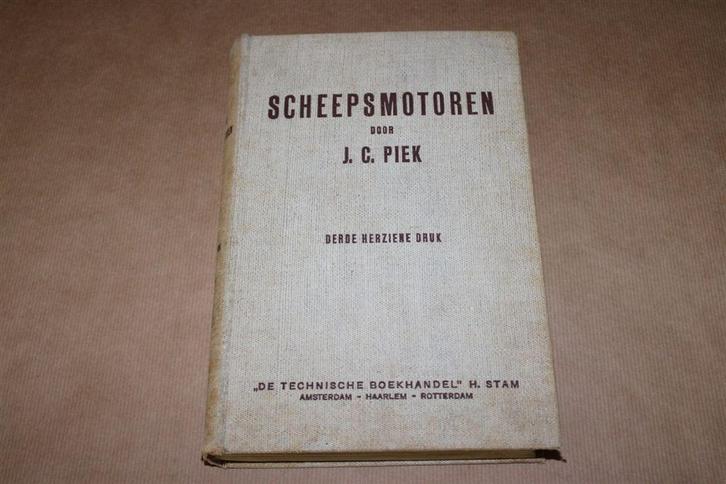 SCHEEPSMOTOREN
DOOR
J. C. PIEK
DERDE HERZIENE DRUK
„DE TECHNISCHE BOEKHANDEL" H. STAM
AMSTERDAM - HAARLEM - ROTTERDAM